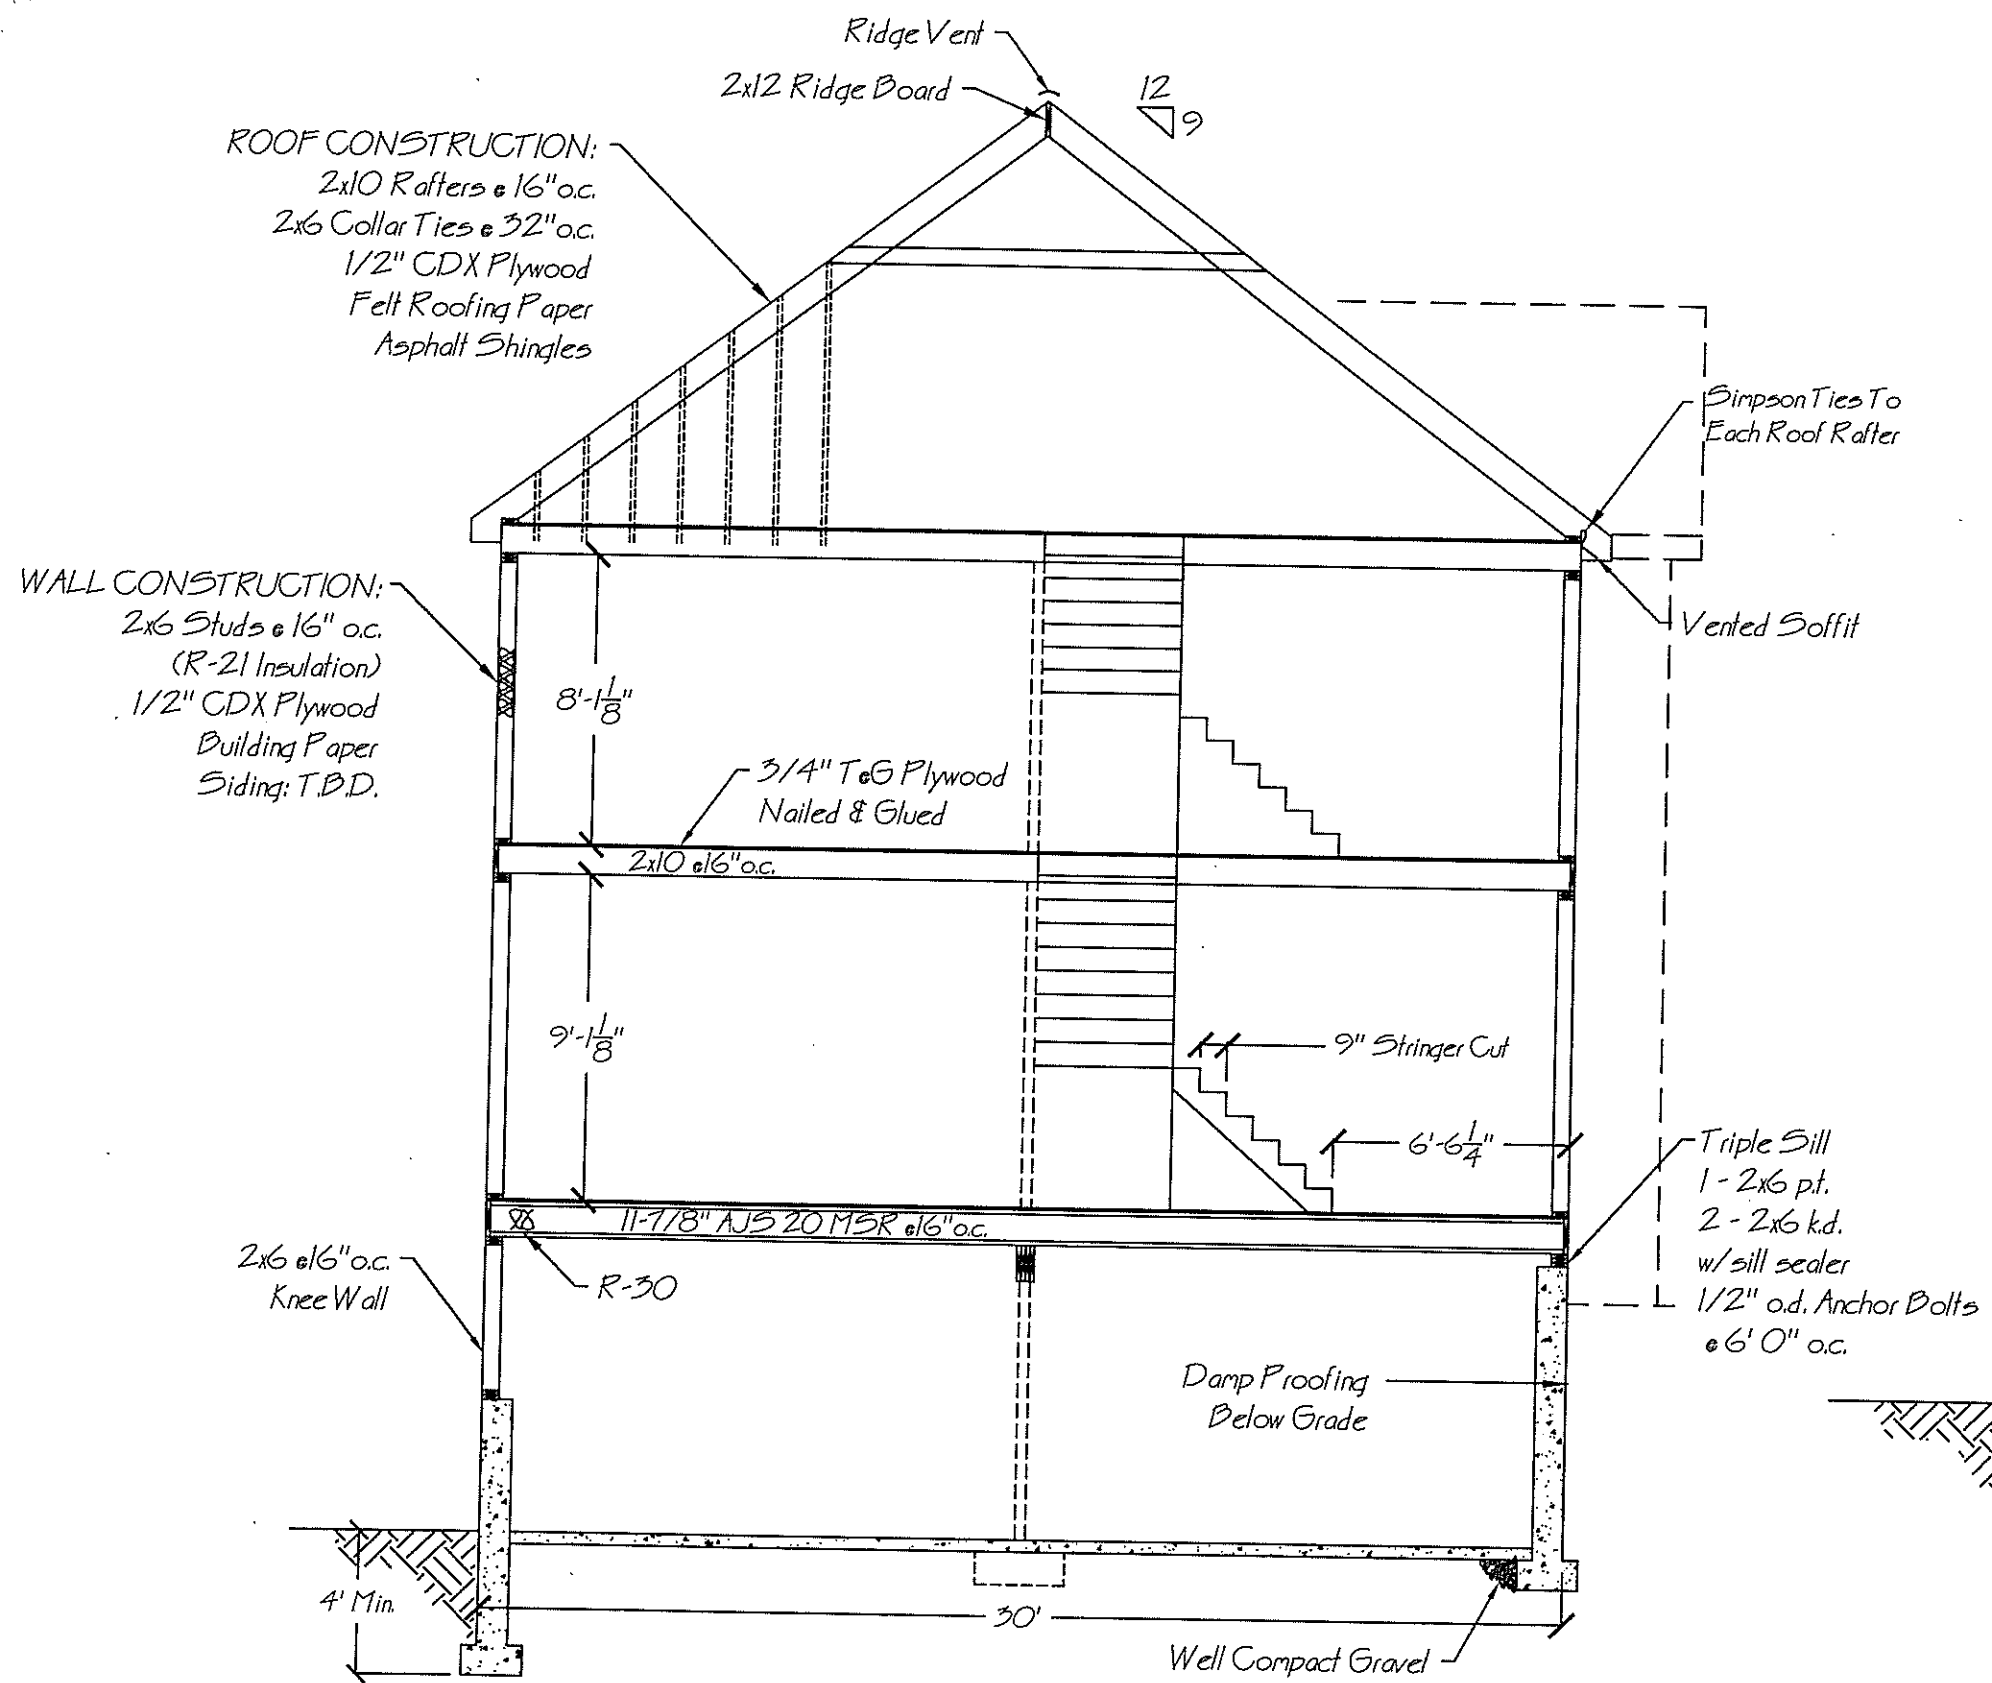 Ridge Vent
2x12 Ridge Board
12
9
ROOF CONSTRUCTION:
2x10 Rafters @ 16" o.c.
2x6 Collar Ties @ 32" o.c.
1/2" CDX Plywood
Felt Roofing Paper
Asphalt Shingles
Simpson Ties To
Each Roof Rafter
WALL CONSTRUCTION:
2x6 Studs @ 16" o.c.
(R-21 Insulation)
1/2" CDX Plywood
Building Paper
Siding: T.B.D.
Vented Soffit
8'-1 1/8"
3/4" T&G Plywood
Nailed & Glued
2x10 @16" o.c.
9'-1 1/8"
9" Stringer Cut
6'-6 1/4"
Triple Sill
1 - 2x6 p.t.
2 - 2x6 k.d.
w/ sill sealer
1/2" o.d. Anchor Bolts
@ 6' 0" o.c.
11-7/8" AJS 20 MSR @16" o.c.
2x6 @16" o.c.
Knee Wall
R-30
Damp Proofing
Below Grade
4' Min.
30'
Well Compact Gravel